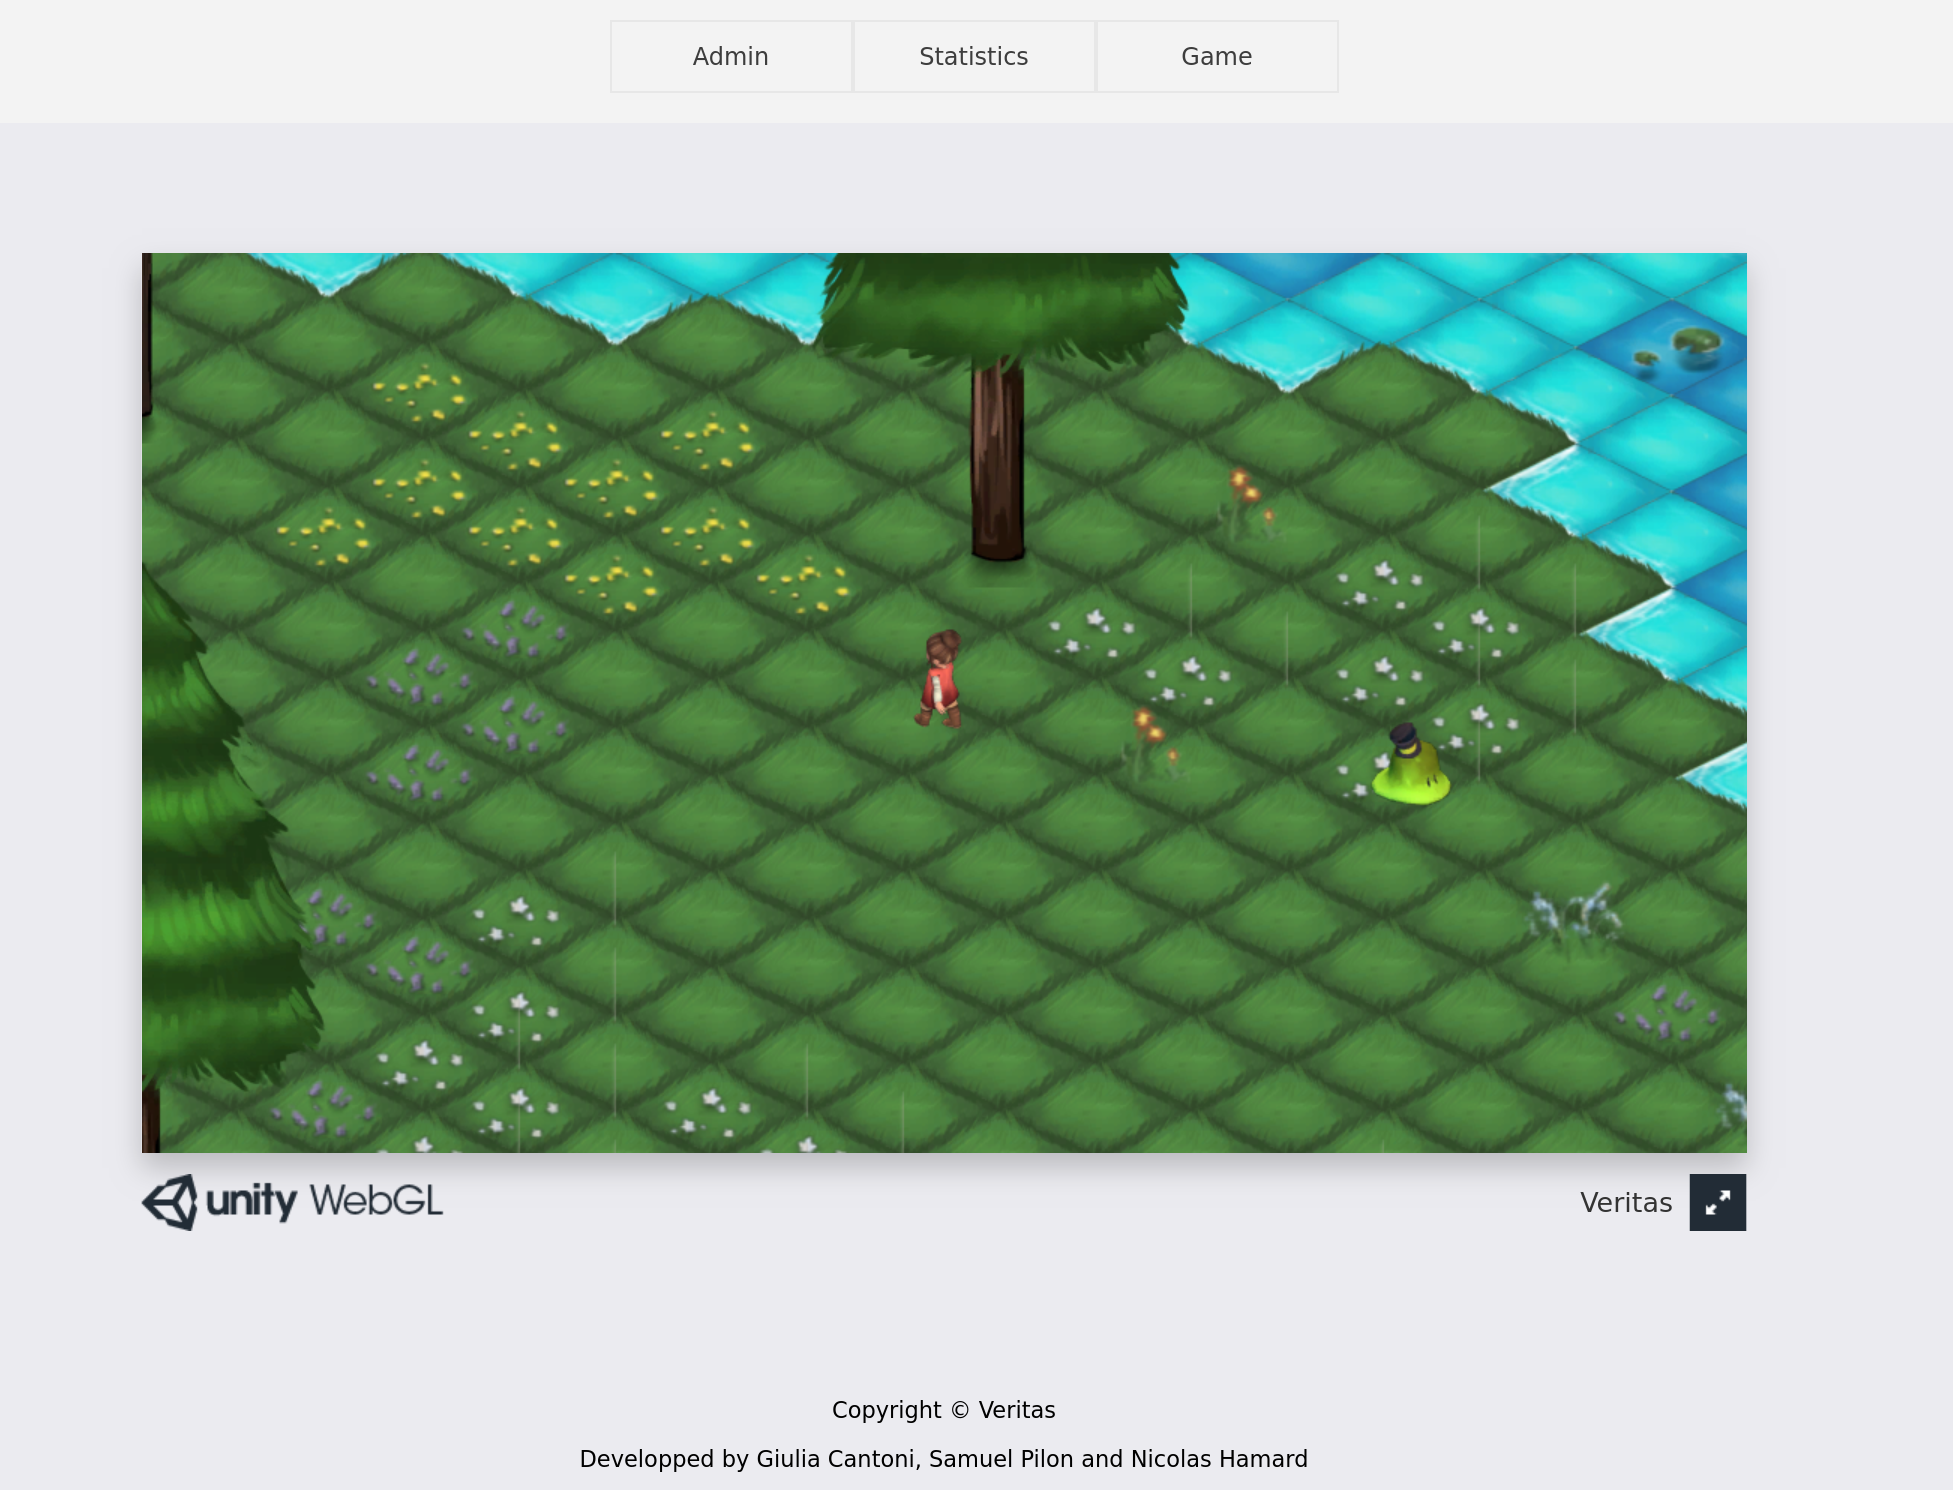 Admin
Statistics
Game
unity WebGL
Veritas
Copyright © Veritas
Developped by Giulia Cantoni, Samuel Pilon and Nicolas Hamard